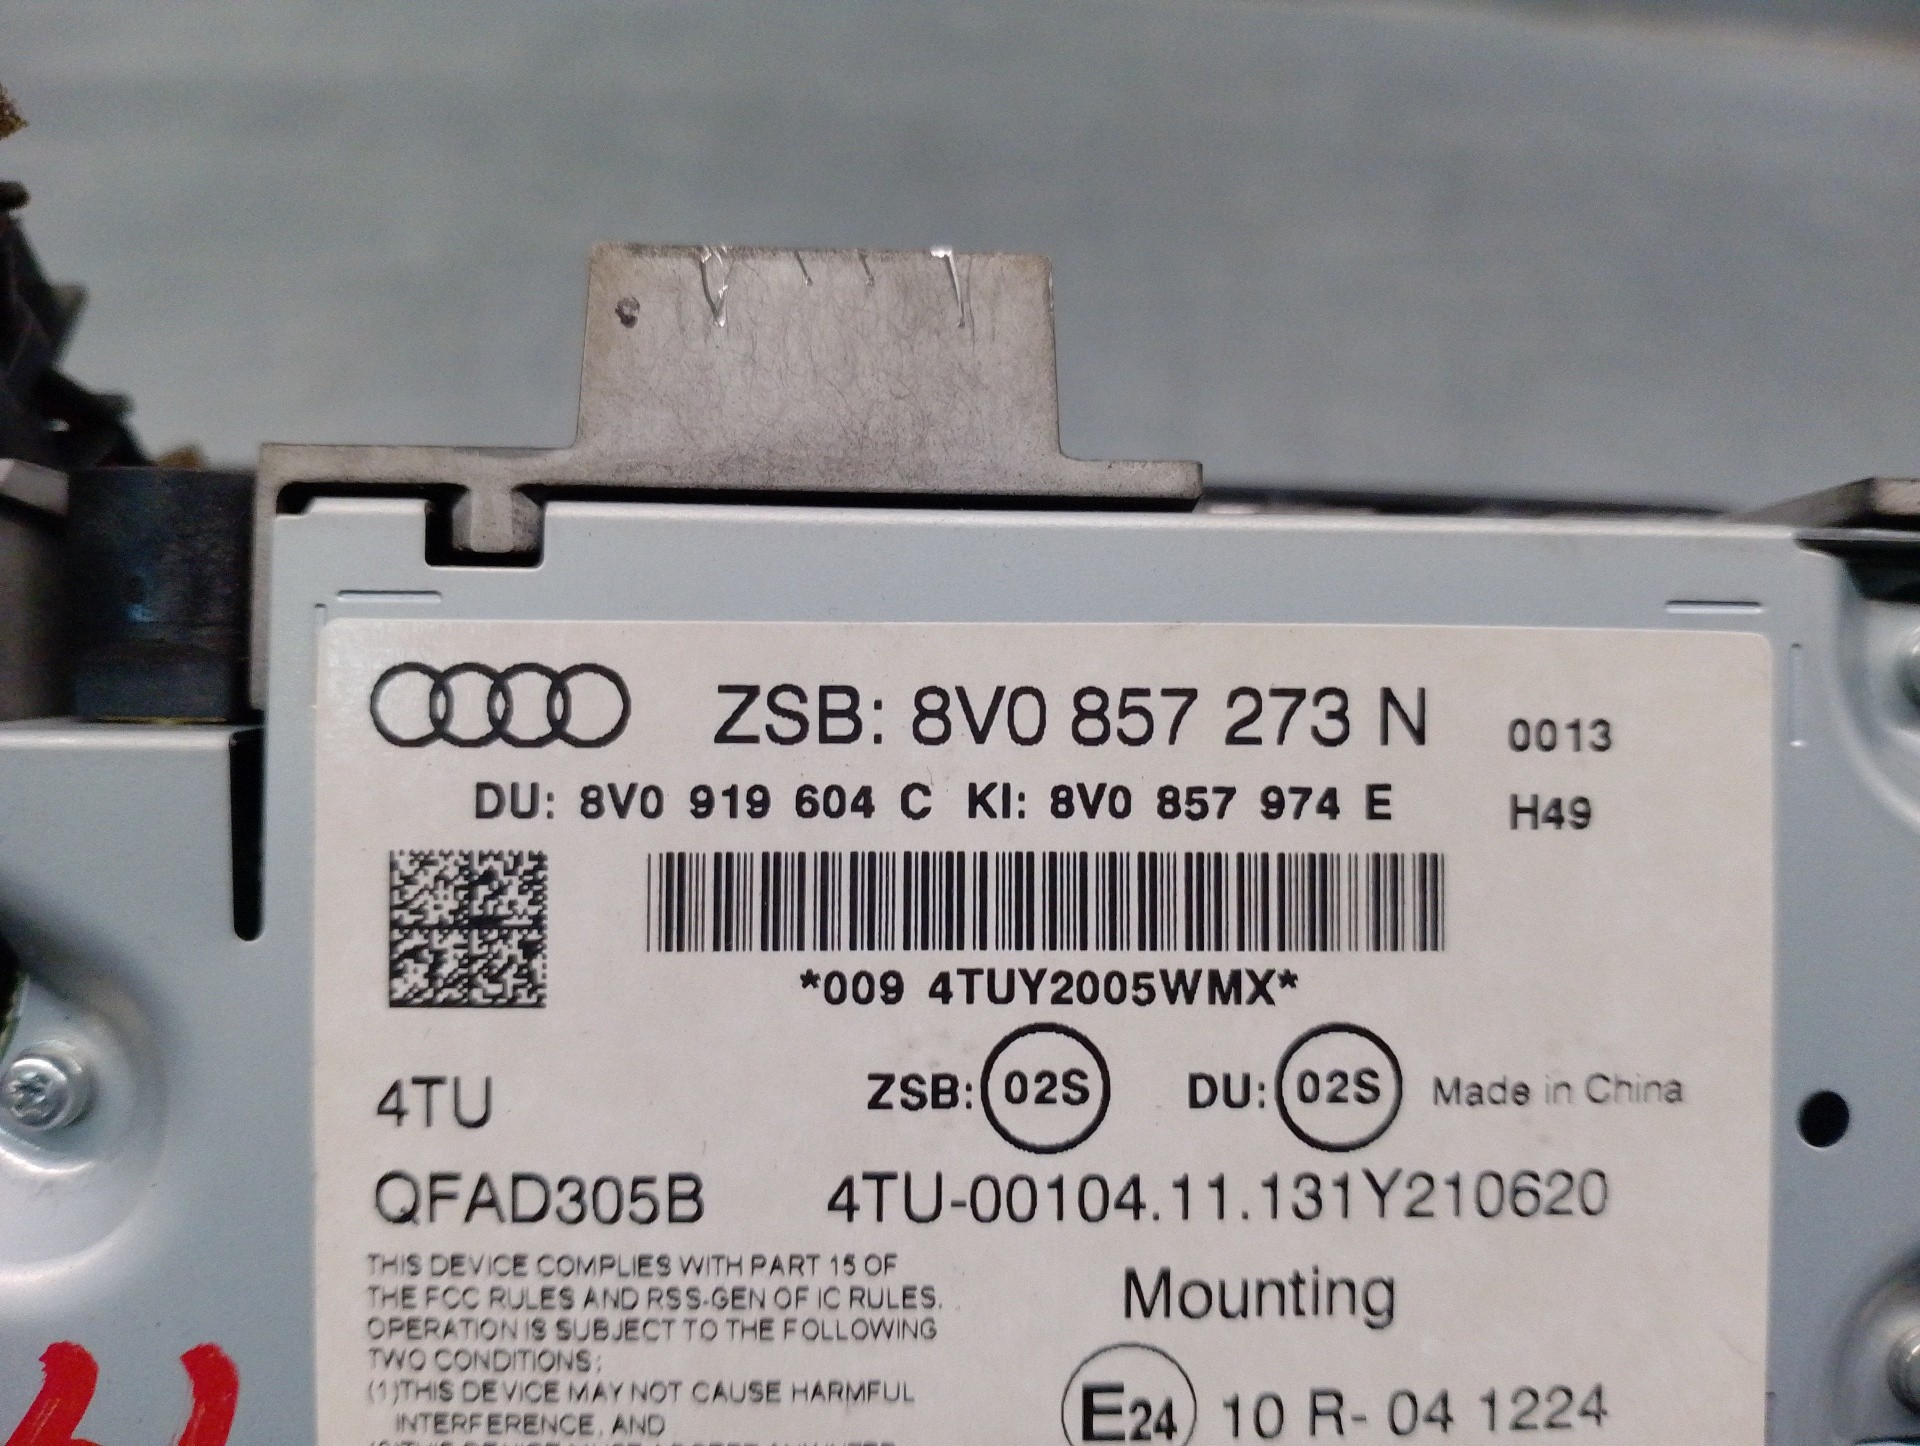 ZSB: 8V0 857 273 N 0013
DU: 8V0 919 604 C KI: 8V0 857 974 E H49
*009 4TUY2005WMX*
4TU ZSB: 02S DU: 02S Made in China
QFAD305B 4TU-00104.11.131Y210620
THIS DEVICE COMPLIES WITH PART 15 OF
THE FCC RULES AND RSS-GEN OF IC RULES.
OPERATION IS SUBJECT TO THE FOLLOWING
TWO CONDITIONS:
(1)THIS DEVICE MAY NOT CAUSE HARMFUL
INTERFERENCE, AND
Mounting
E24 10 R- 04 1224